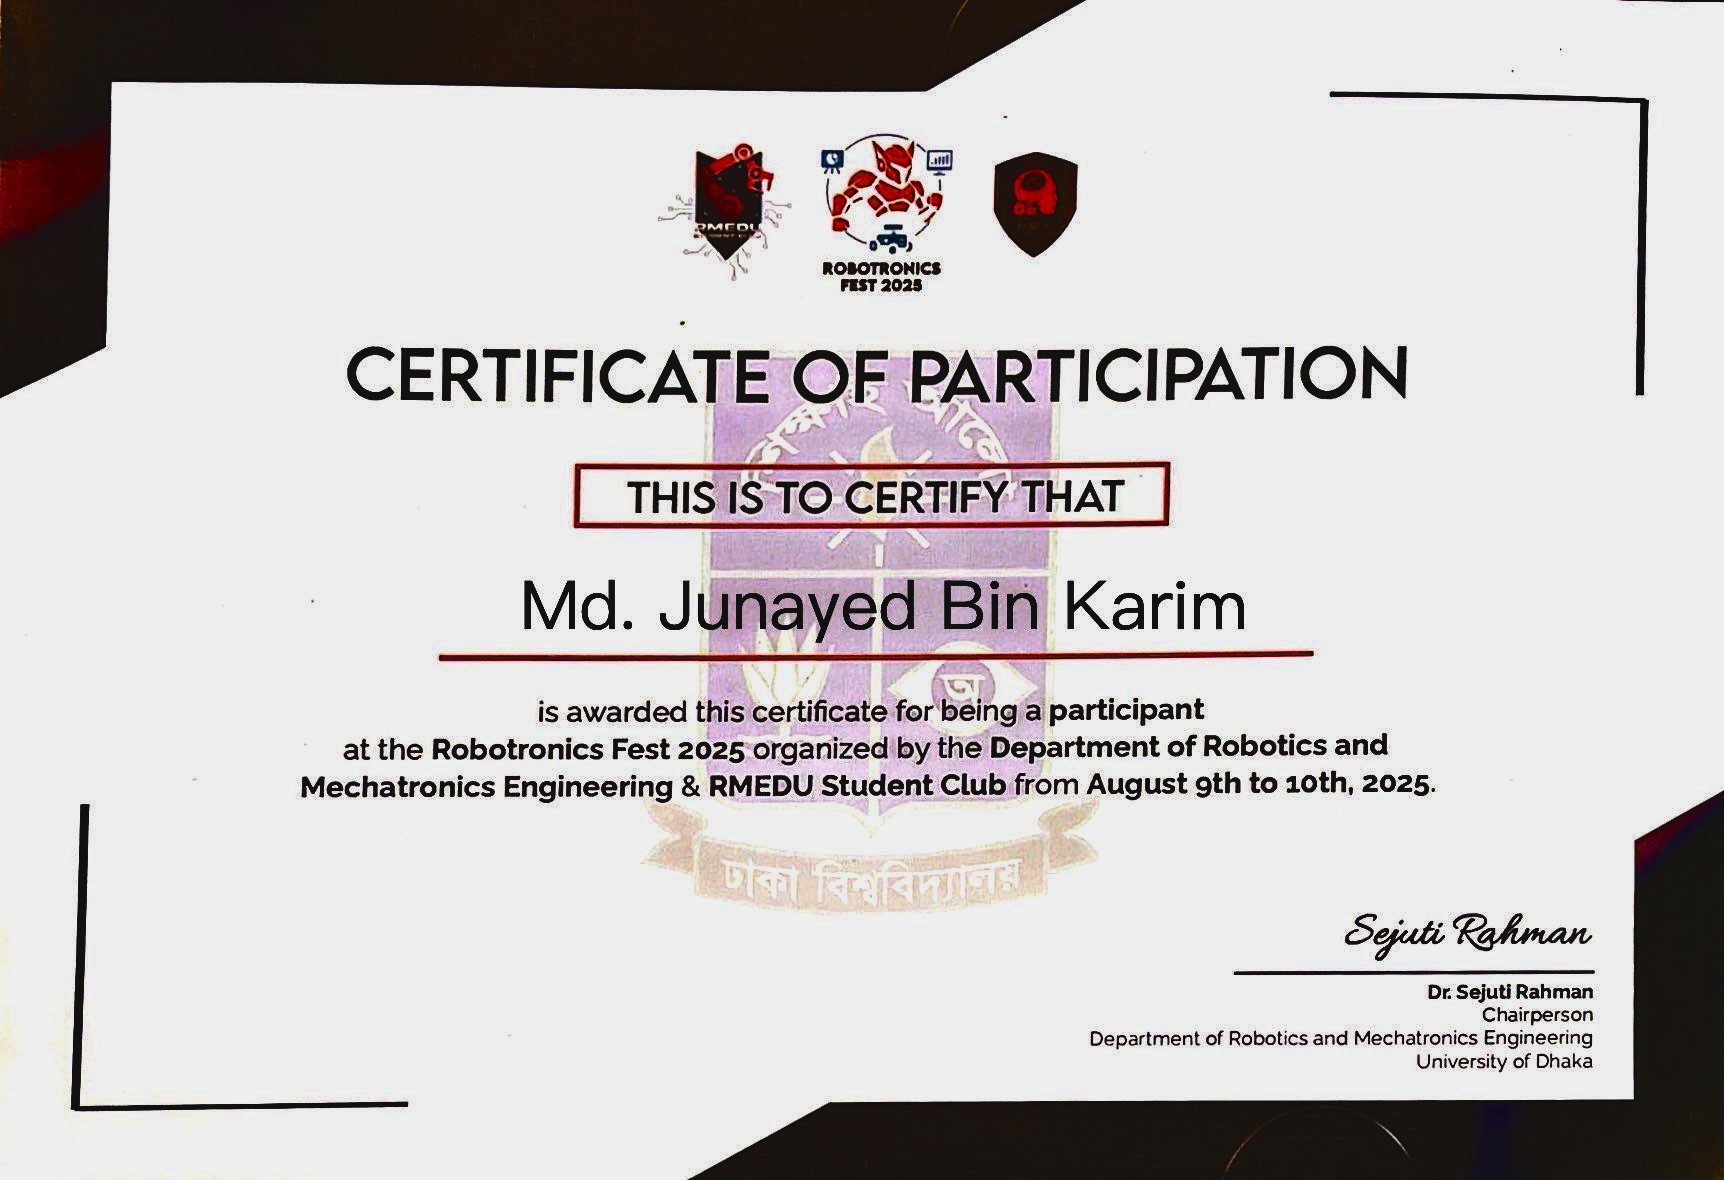 RMEDU
ROBOTRONICS
FEST 2025
CERTIFICATE OF PARTICIPATION
THIS IS TO CERTIFY THAT
Md. Junayed Bin Karim
অ
is awarded this certificate for being a participant
at the Robotronics Fest 2025 organized by the Department of Robotics and
Mechatronics Engineering & RMEDU Student Club from August 9th to 10th, 2025.
ঢাকা বিশ্ববিদ্যালয়
Sejuti Rahman
Dr. Sejuti Rahman
Chairperson
Department of Robotics and Mechatronics Engineering
University of Dhaka